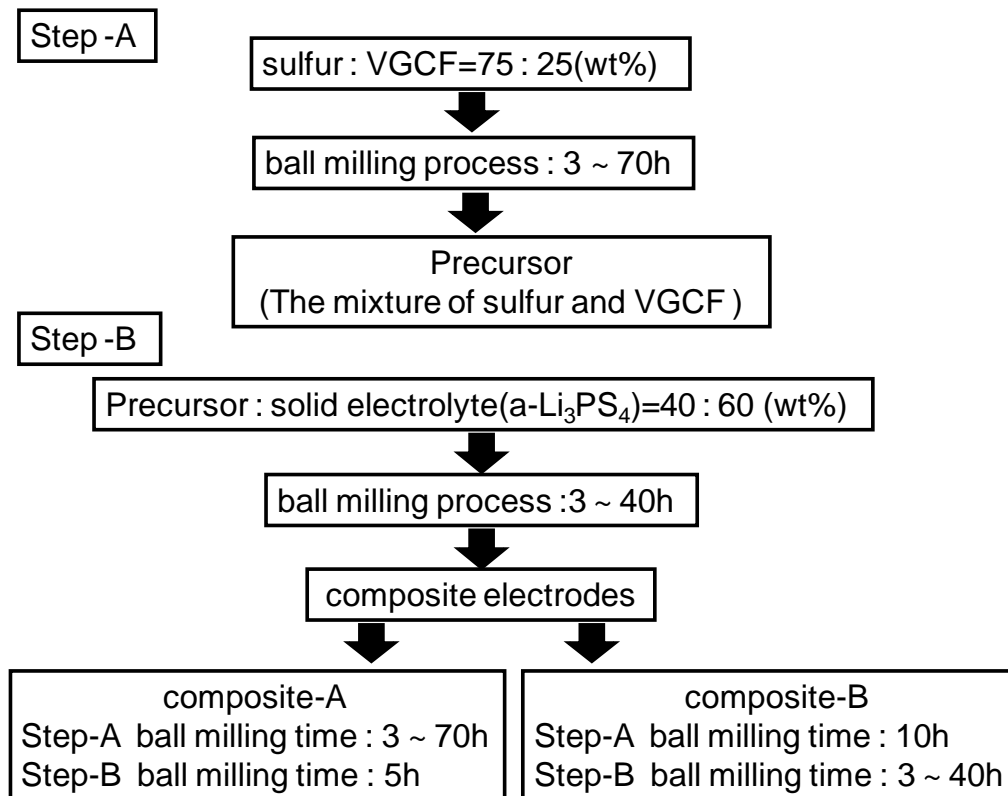 Step -A
sulfur : VGCF=75 : 25(wt%)
ball milling process : 3 ~ 70h
Precursor
(The mixture of sulfur and VGCF )
Step -B
Precursor : solid electrolyte(a-Li₃PS₄)=40 : 60 (wt%)
ball milling process :3 ~ 40h
composite electrodes
composite-A
Step-A ball milling time : 3 ~ 70h
Step-B ball milling time : 5h
composite-B
Step-A ball milling time : 10h
Step-B ball milling time : 3 ~ 40h